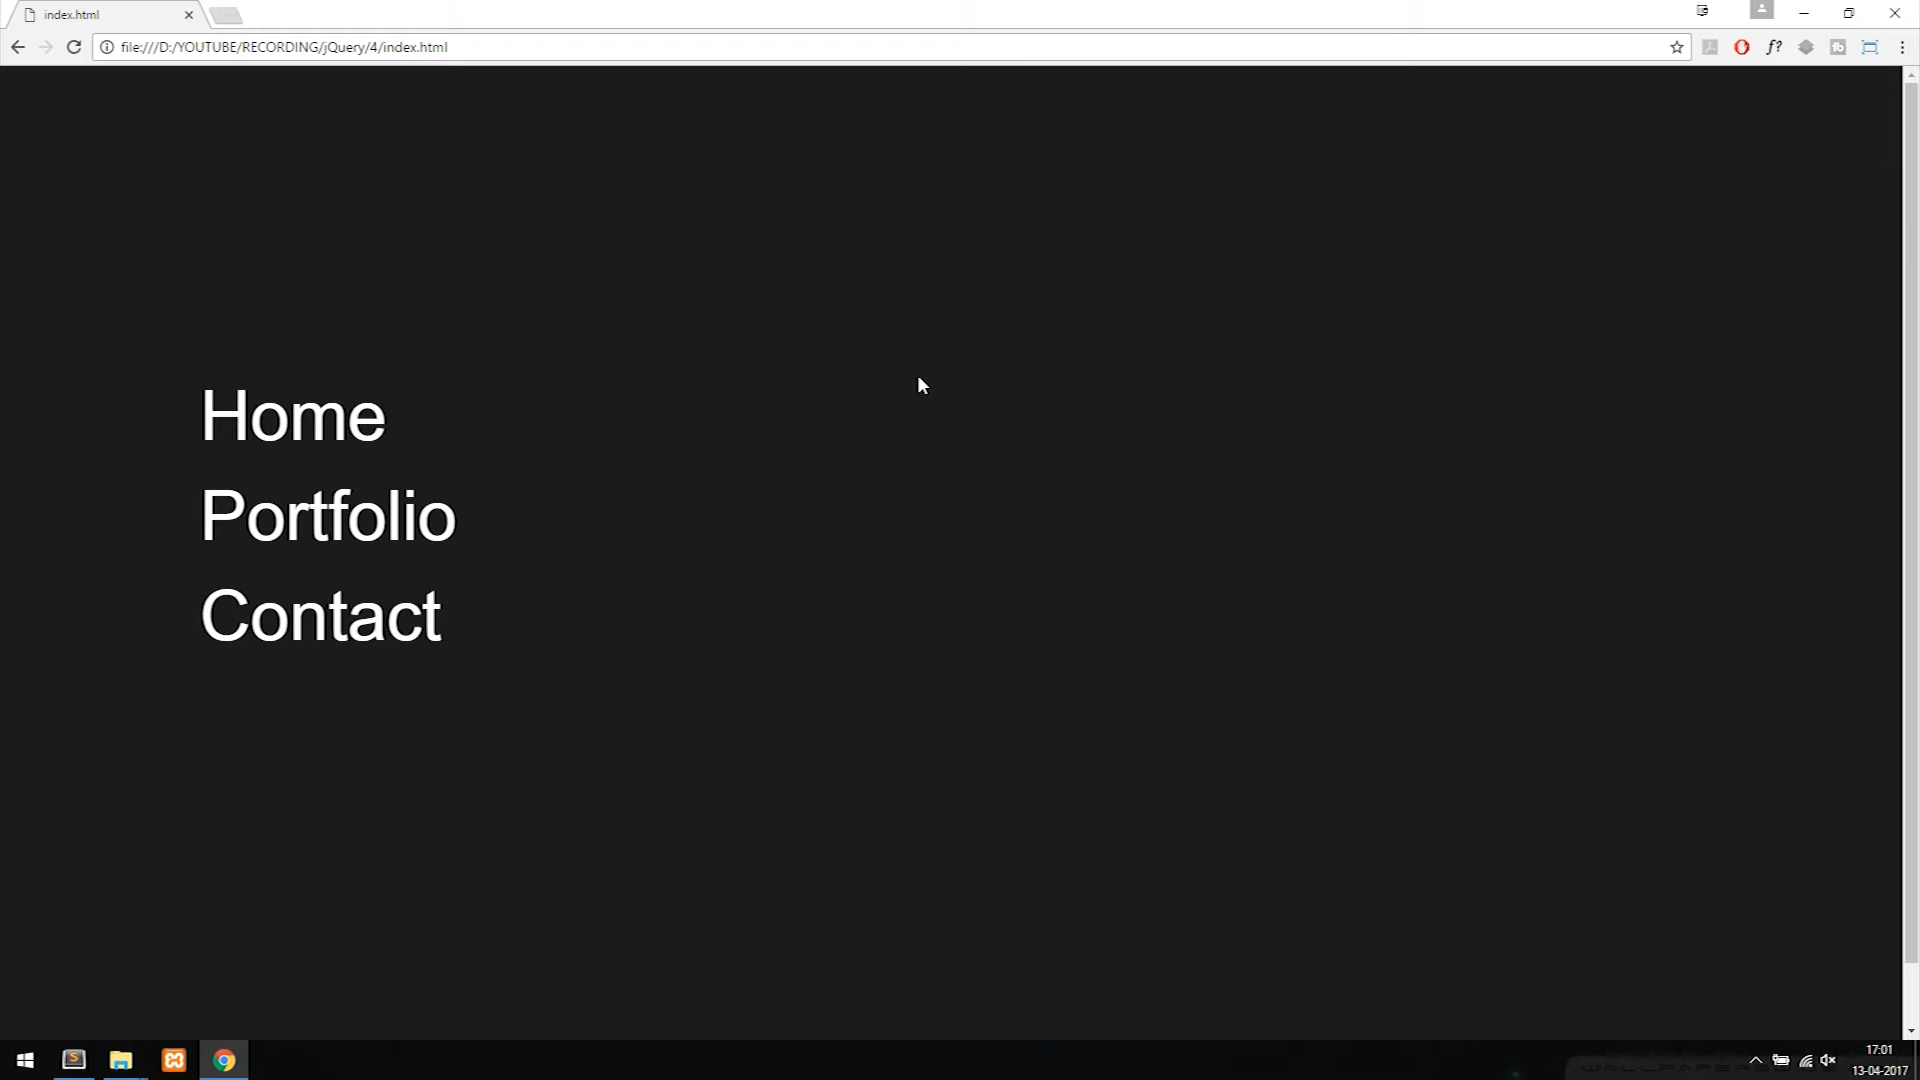 index.html
file:///D:/YOUTUBE/RECORDING/jQuery/4/index.html
f?
Home
Portfolio
Contact
17:01
13-04-2017